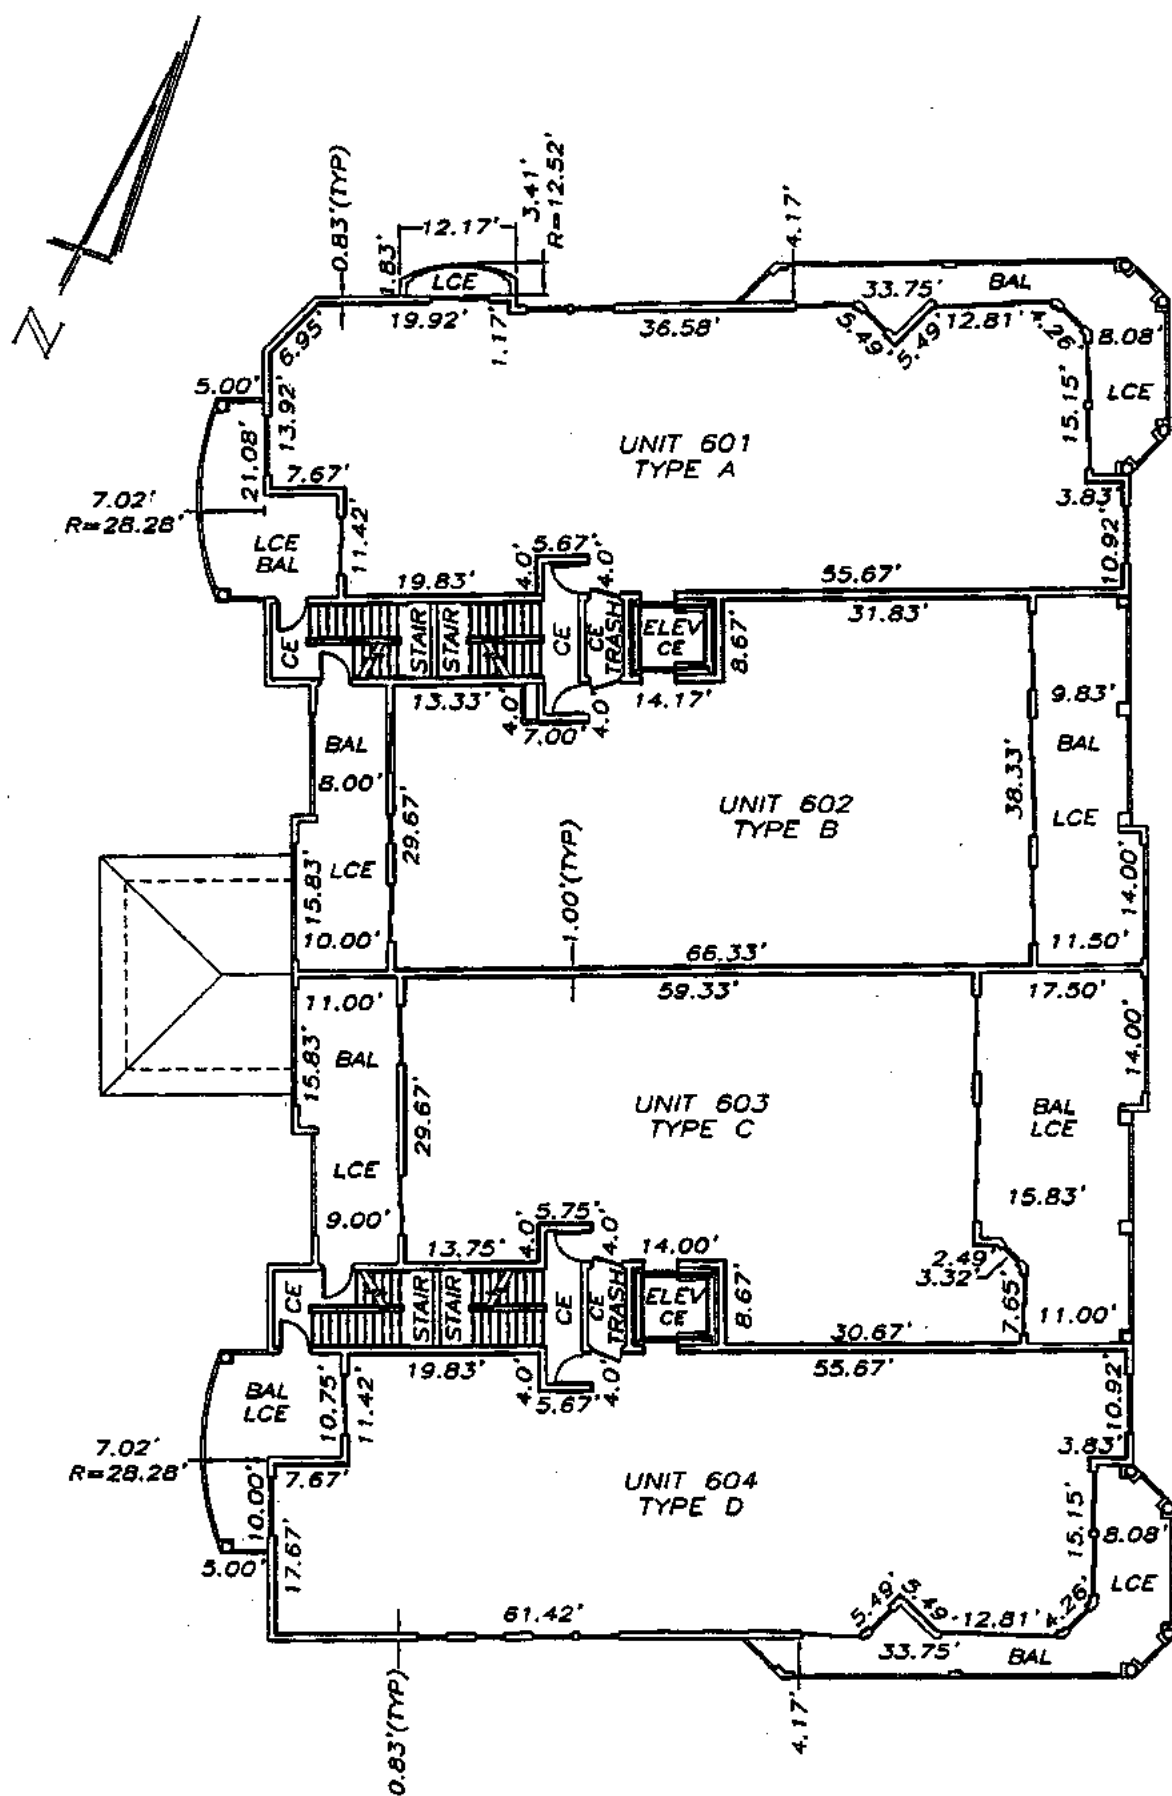 N
0.83'(TYP)
1.83'
12.17'
3.41'
R=12.52'
LCE
4.17'
BAL
33.75'
19.92'
1.17'
36.58'
5.49'
5.49'
12.81'
4.26'
8.08'
6.95'
5.00'
13.92'
21.08'
15.15'
LCE
UNIT 601
TYPE A
7.67'
3.83'
7.02'
R=28.28'
11.42'
10.92'
LCE
BAL
5.67'
19.83'
4.0'
4.0'
55.67'
31.83'
CE
STAIR
STAIR
CE
CE
TRASH
ELEV
CE
8.67'
13.33'
4.0'
7.00'
4.0'
14.17'
9.83'
BAL
BAL
8.00'
38.33'
UNIT 602
TYPE B
29.67'
LCE
1.00'(TYP)
LCE
15.83'
14.00'
10.00'
11.50'
66.33'
59.33'
11.00'
17.50'
15.83'
BAL
14.00'
29.67'
UNIT 603
TYPE C
BAL
LCE
LCE
15.83'
9.00'
5.75'
4.0'
4.0'
13.75'
14.00'
2.49'
3.32'
CE
STAIR
STAIR
CE
CE
TRASH
ELEV
CE
8.67'
7.65'
11.00'
30.67'
19.83'
4.0'
5.67'
4.0'
55.67'
BAL
LCE
10.75'
11.42'
10.92'
7.02'
R=28.28'
7.67'
3.83'
10.00'
UNIT 604
TYPE D
15.15'
8.08'
5.00'
17.67'
LCE
61.42'
5.49'
5.49'
12.81'
4.26'
33.75'
BAL
0.83'(TYP)
4.17'